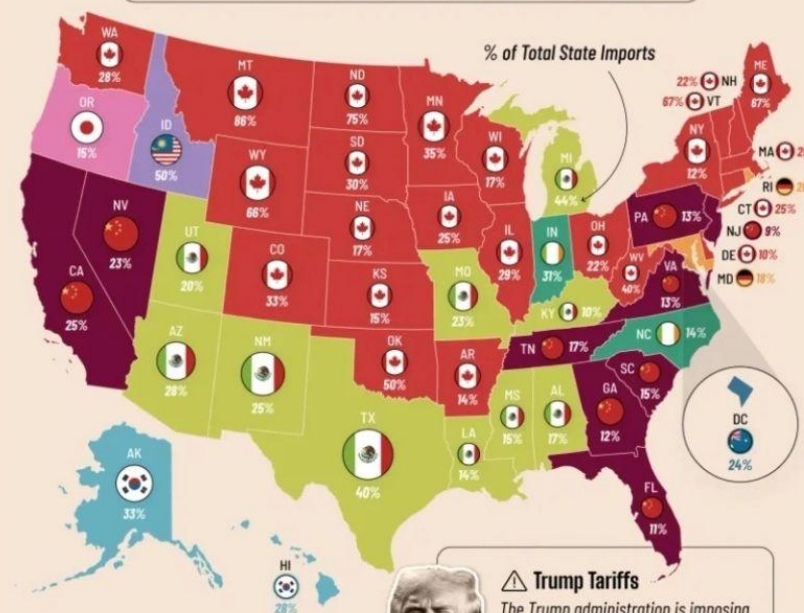 % of Total State Imports
WA
28%
MT
86%
ND
75%
MN
35%
OR
15%
ID
50%
WY
66%
SD
30%
WI
17%
MI
44%
22% NH
67% VT
ME
67%
NY
12%
MA
RI
CT 25%
NJ 9%
DE 10%
MD 18%
NV
23%
UT
20%
CO
33%
NE
17%
IA
25%
IL
29%
IN
31%
OH
22%
PA 13%
WV
40%
VA
13%
CA
25%
KS
15%
MO
23%
KY 10%
AZ
28%
NM
25%
OK
50%
AR
14%
TN 17%
NC 14%
SC
15%
TX
40%
LA
14%
MS
15%
AL
17%
GA
12%
FL
11%
DC
24%
AK
33%
HI
28%
Trump Tariffs
The Trump administration is imposing